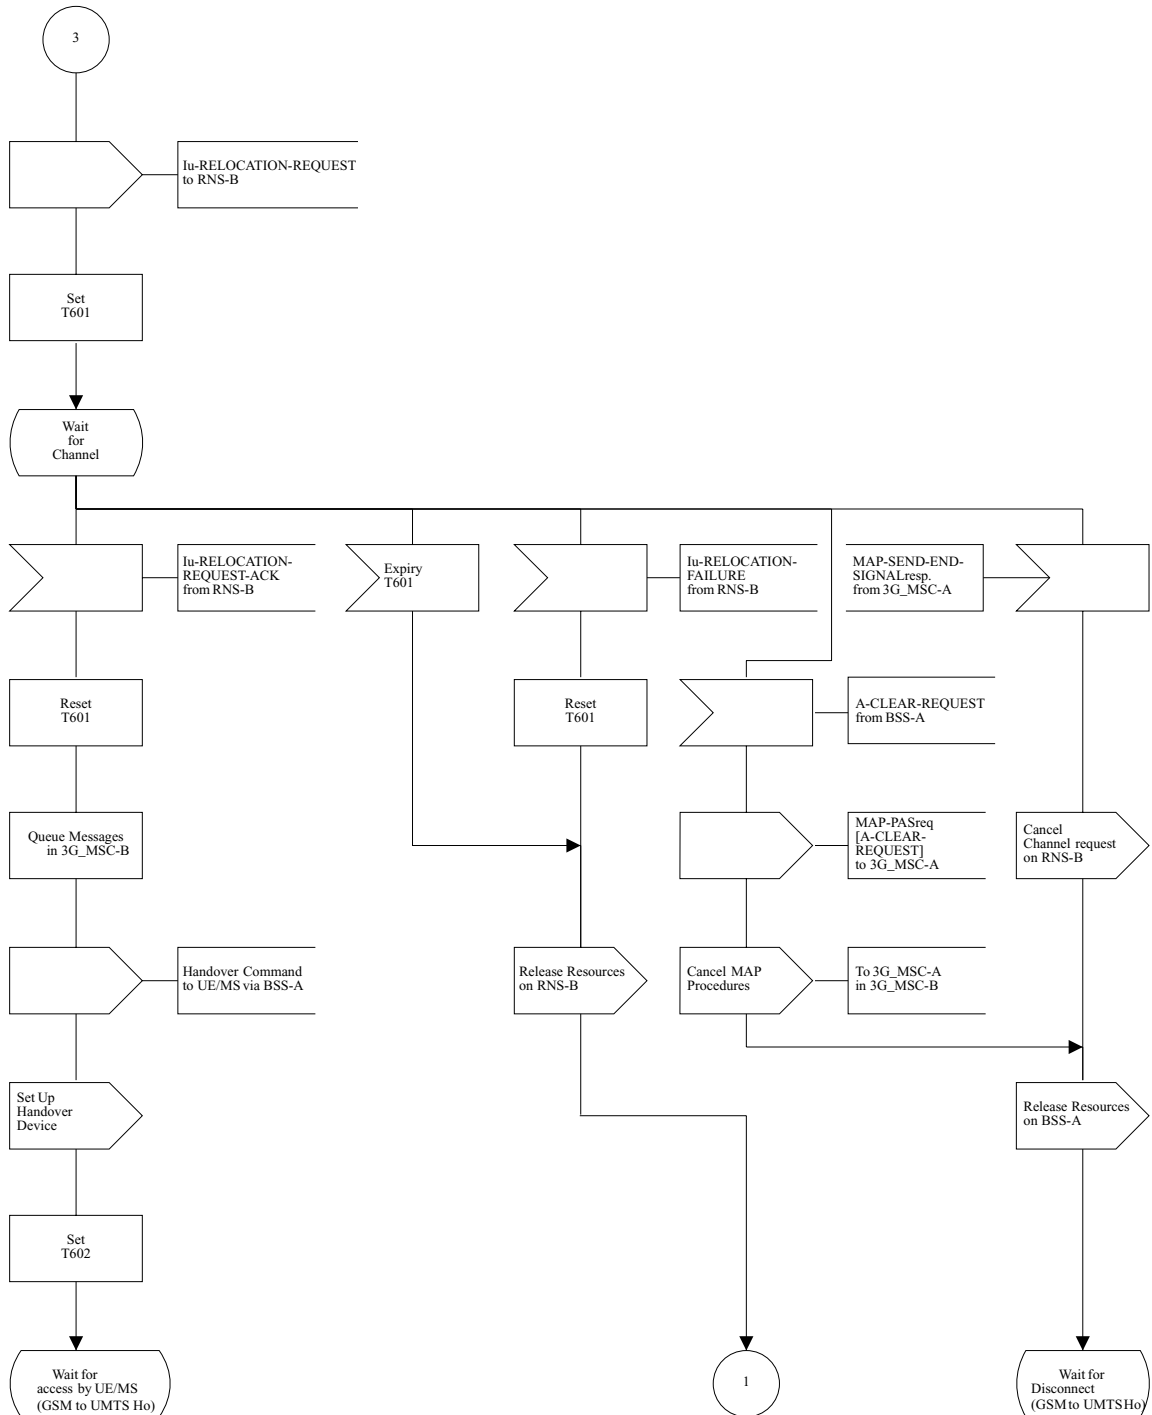 3
Iu-RELOCATION-REQUEST
to RNS-B
Set
T601
Wait
for
Channel
Iu-RELOCATION-
REQUEST-ACK
from RNS-B
Expiry
T601
Iu-RELOCATION-
FAILURE
from RNS-B
MAP-SEND-END-
SIGNALresp.
from 3G_MSC-A
Reset
T601
Reset
T601
A-CLEAR-REQUEST
from BSS-A
Queue Messages
in 3G_MSC-B
MAP-PASreq
[A-CLEAR-
REQUEST]
to 3G_MSC-A
Cancel
Channel request
on RNS-B
Handover Command
to UE/MS via BSS-A
Release Resources
on RNS-B
Cancel MAP
Procedures
To 3G_MSC-A
in 3G_MSC-B
Set Up
Handover
Device
Release Resources
on BSS-A
Set
T602
Wait for
access by UE/MS
(GSM to UMTS Ho)
1
Wait for
Disconnect
(GSM to UMTS Ho)